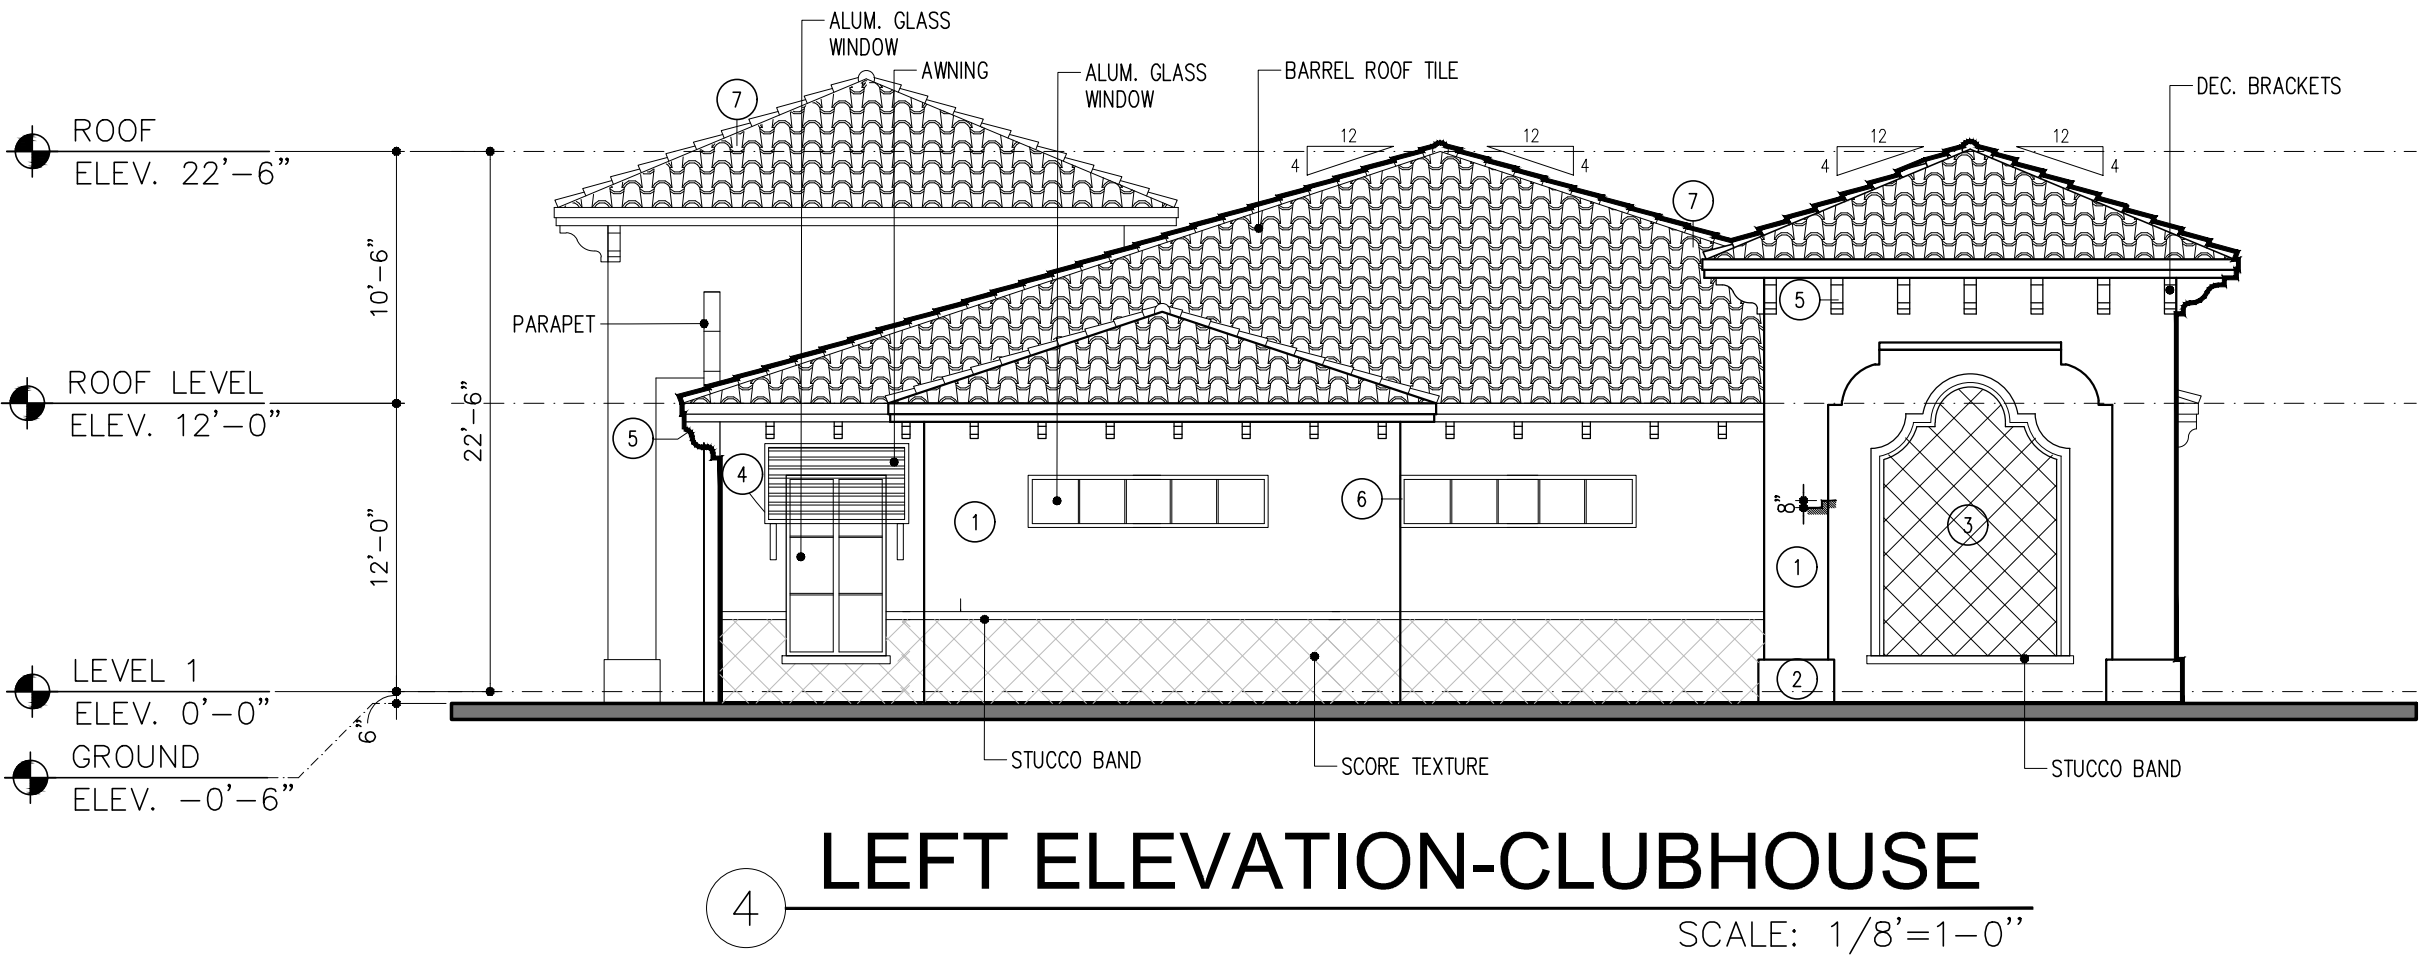 ALUM. GLASS
WINDOW
AWNING
ALUM. GLASS
WINDOW
BARREL ROOF TILE
DEC. BRACKETS
7
ROOF
ELEV. 22'-6"
12
4
12
4
12
4
12
4
7
10'-6"
PARAPET
5
ROOF LEVEL
ELEV. 12'-0"
22'-6"
5
4
1
6
8"
3
12'-0"
1
LEVEL 1
ELEV. 0'-0"
2
6"
GROUND
ELEV. -0'-6"
STUCCO BAND
SCORE TEXTURE
STUCCO BAND
4
LEFT ELEVATION-CLUBHOUSE
SCALE: 1/8'=1-0''